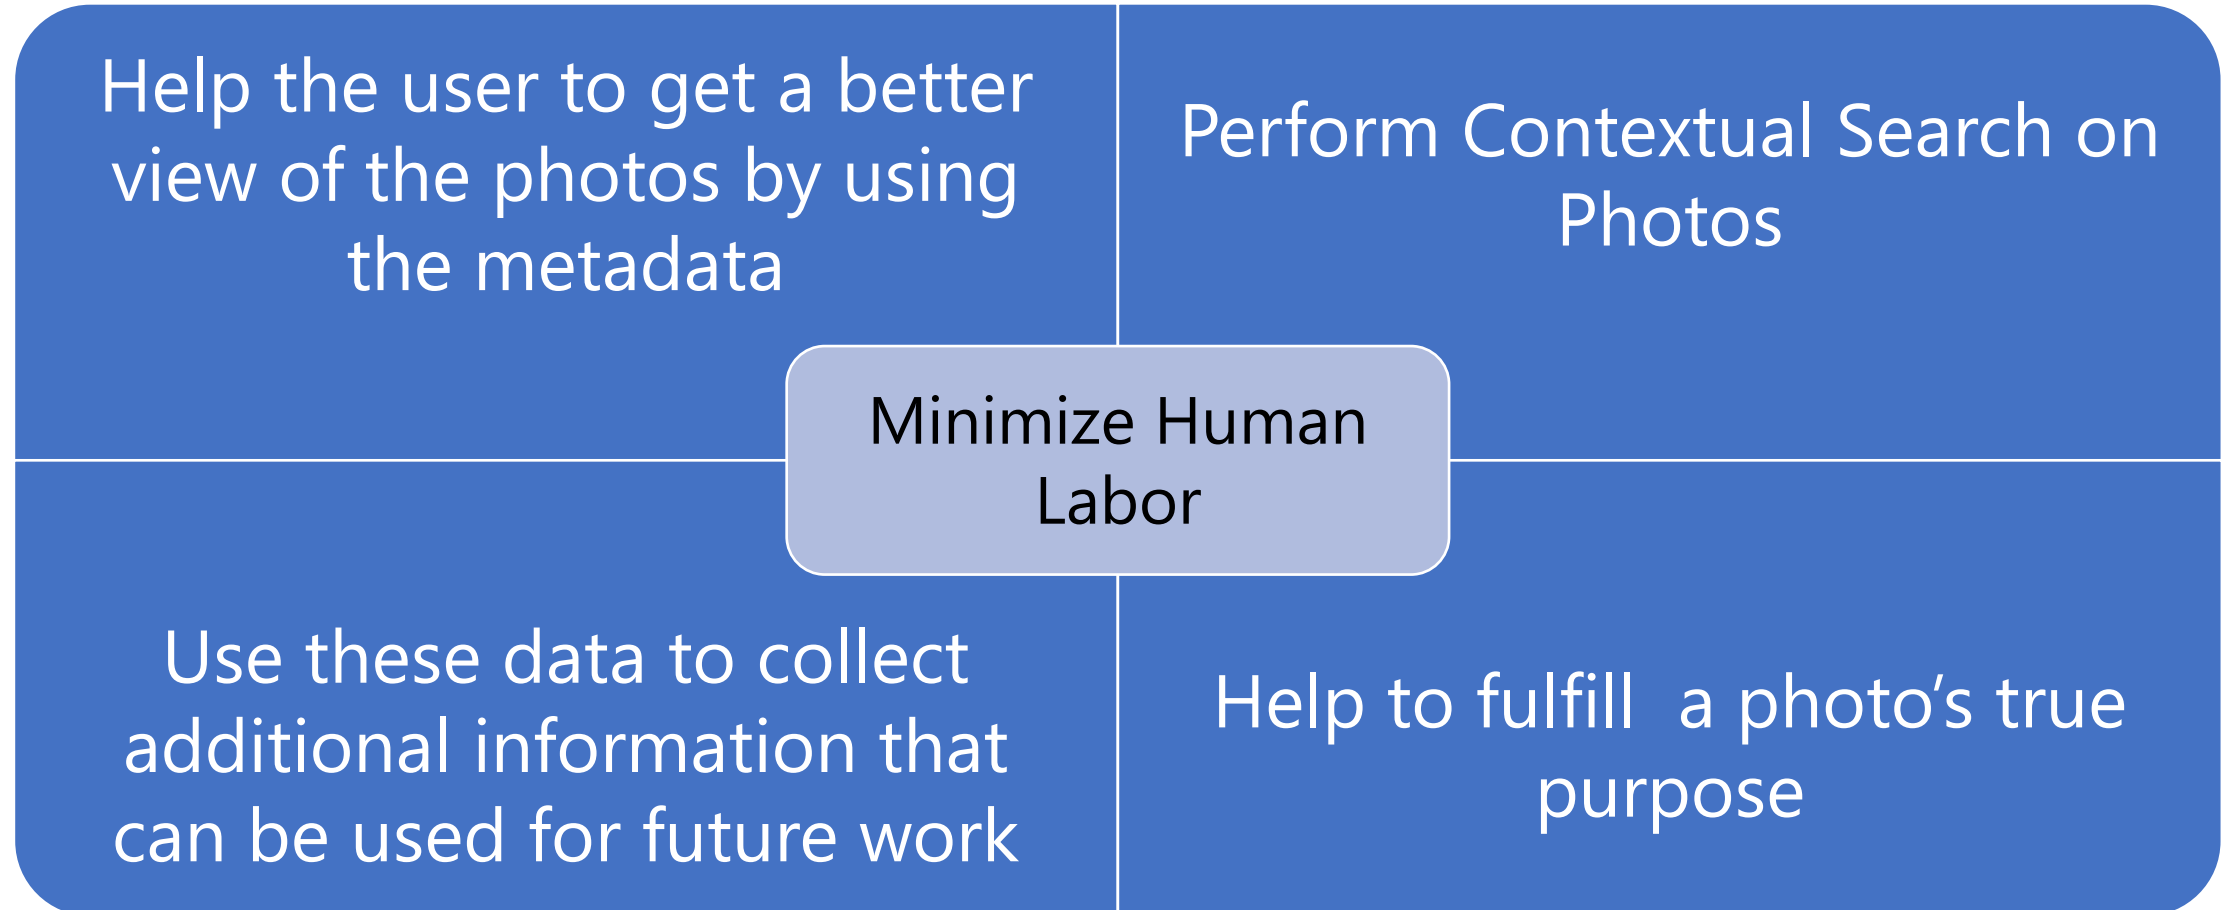 Help the user to get a better
view of the photos by using
the metadata
Perform Contextual Search on
Photos
Minimize Human
Labor
Use these data to collect
additional information that
can be used for future work
Help to fulfill  a photo’s true
purpose